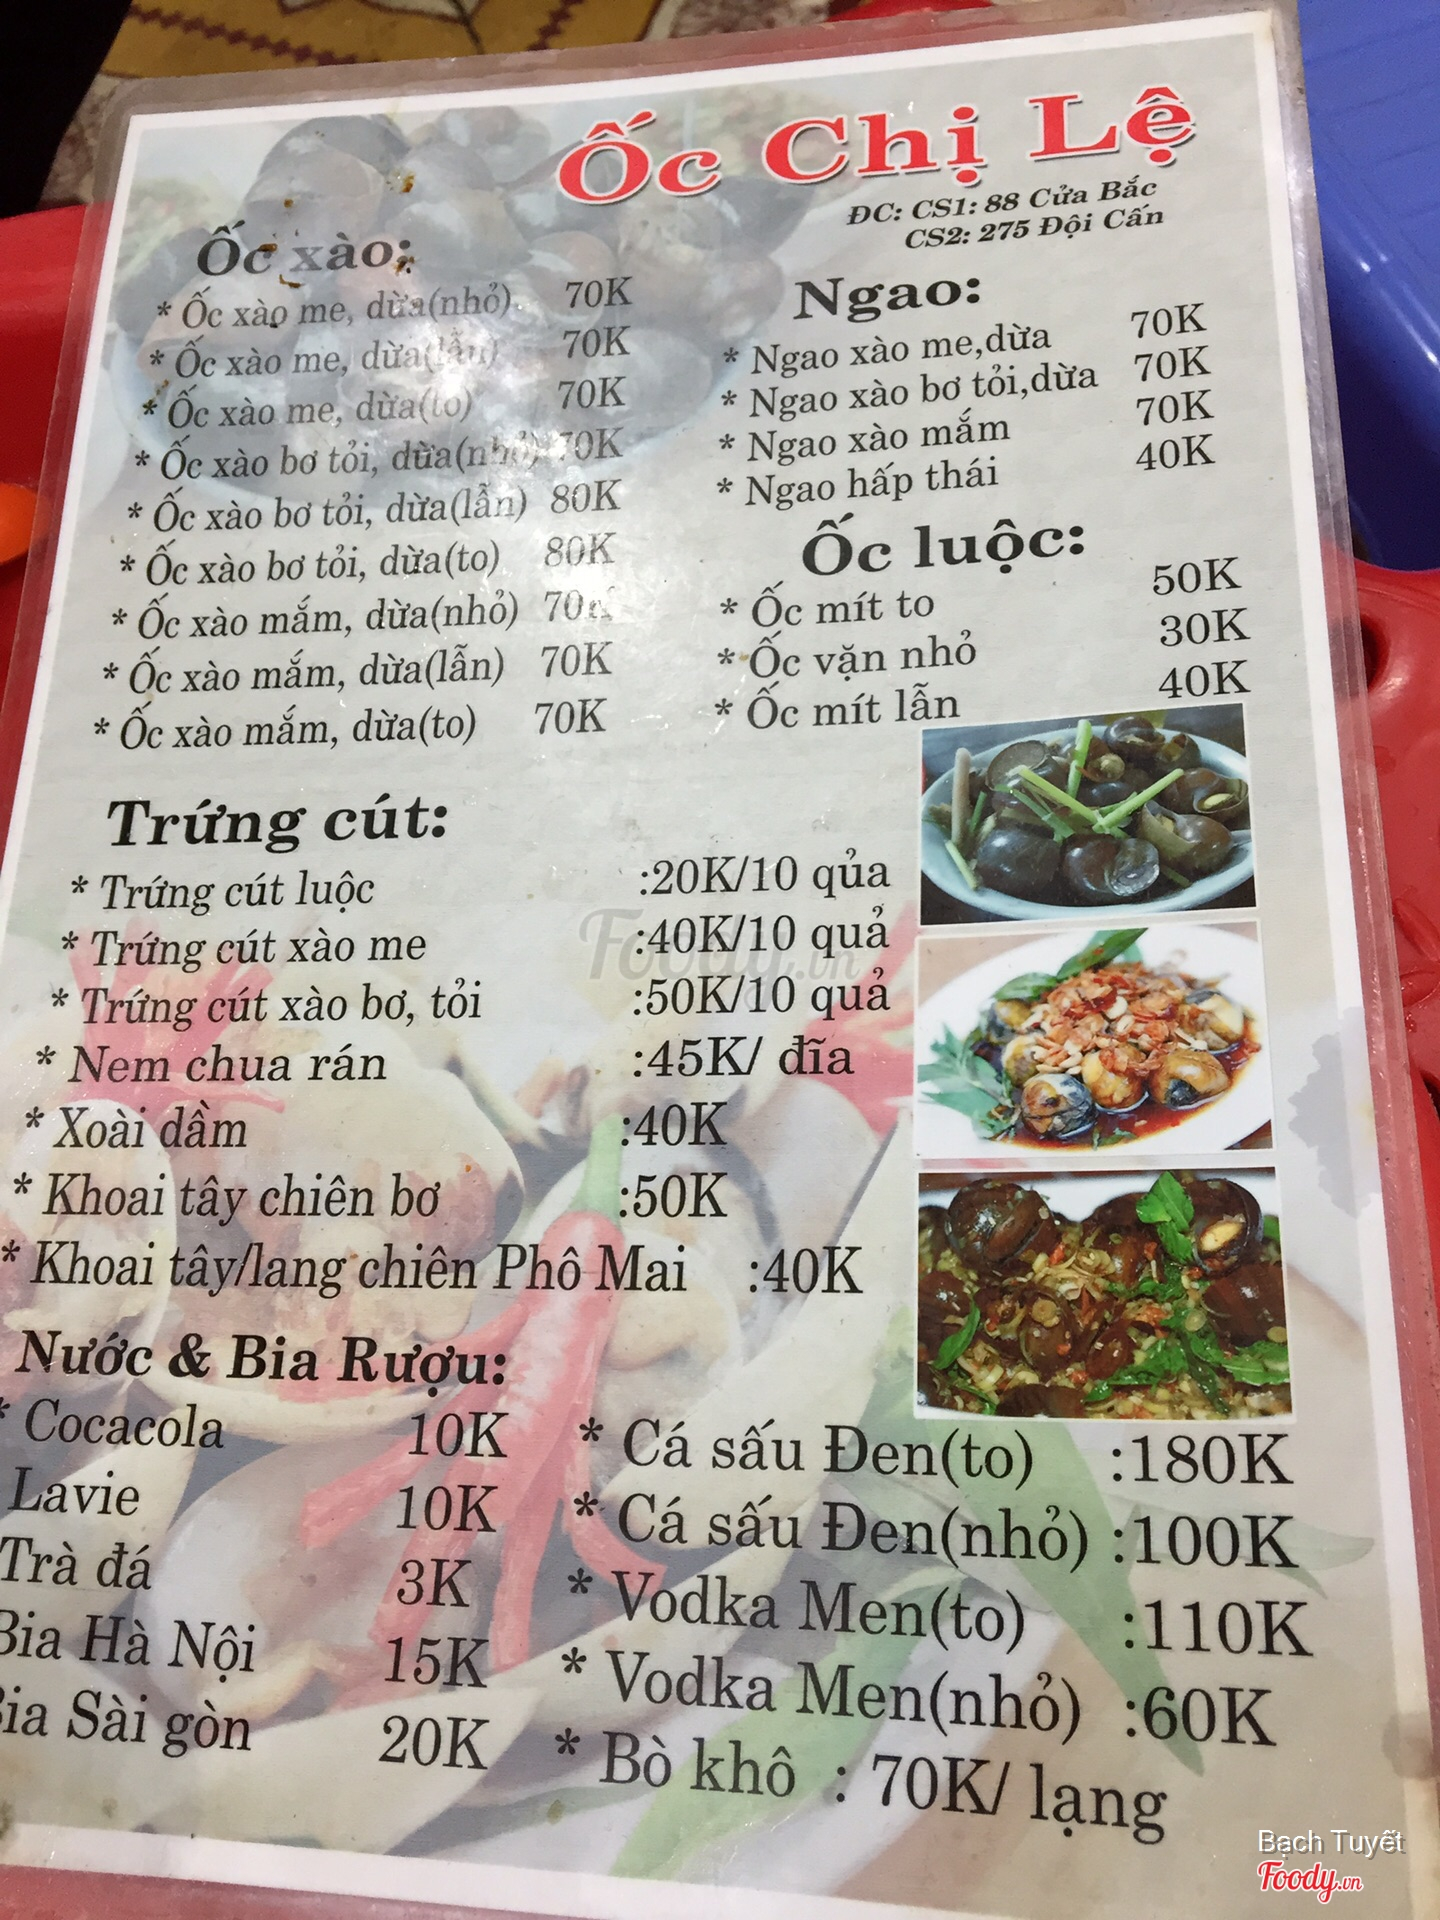 Ốc Chị Lệ
ĐC: CS1: 88 Cửa Bắc
CS2: 275 Đội Cấn
Ốc xào:
* Ốc xào me, dừa(nhỏ) 70K
* Ốc xào me, dừa(lẫn) 70K
* Ốc xào me, dừa(to) 70K
* Ốc xào bơ tỏi, dừa(nhỏ) 70K
* Ốc xào bơ tỏi, dừa(lẫn) 80K
* Ốc xào bơ tỏi, dừa(to) 80K
* Ốc xào mắm, dừa(nhỏ) 70K
* Ốc xào mắm, dừa(lẫn) 70K
* Ốc xào mắm, dừa(to) 70K
Ngao:
* Ngao xào me,dừa 70K
* Ngao xào bơ tỏi,dừa 70K
* Ngao xào mắm 70K
* Ngao hấp thái 40K
Ốc luộc:
* Ốc mít to 50K
* Ốc vặn nhỏ 30K
* Ốc mít lẫn 40K
Trứng cút:
* Trứng cút luộc :20K/10 qủa
* Trứng cút xào me :40K/10 quả
* Trứng cút xào bơ, tỏi :50K/10 quả
* Nem chua rán :45K/ đĩa
* Xoài dầm :40K
* Khoai tây chiên bơ :50K
* Khoai tây/lang chiên Phô Mai :40K
Nước & Bia Rượu:
* Cocacola 10K
Lavie 10K
Trà đá 3K
Bia Hà Nội 15K
Bia Sài gòn 20K
* Cá sấu Đen(to) :180K
* Cá sấu Đen(nhỏ) :100K
* Vodka Men(to) :110K
* Vodka Men(nhỏ) :60K
* Bò khô : 70K/ lạng
Foody.vn
Bạch Tuyết
Foody.vn